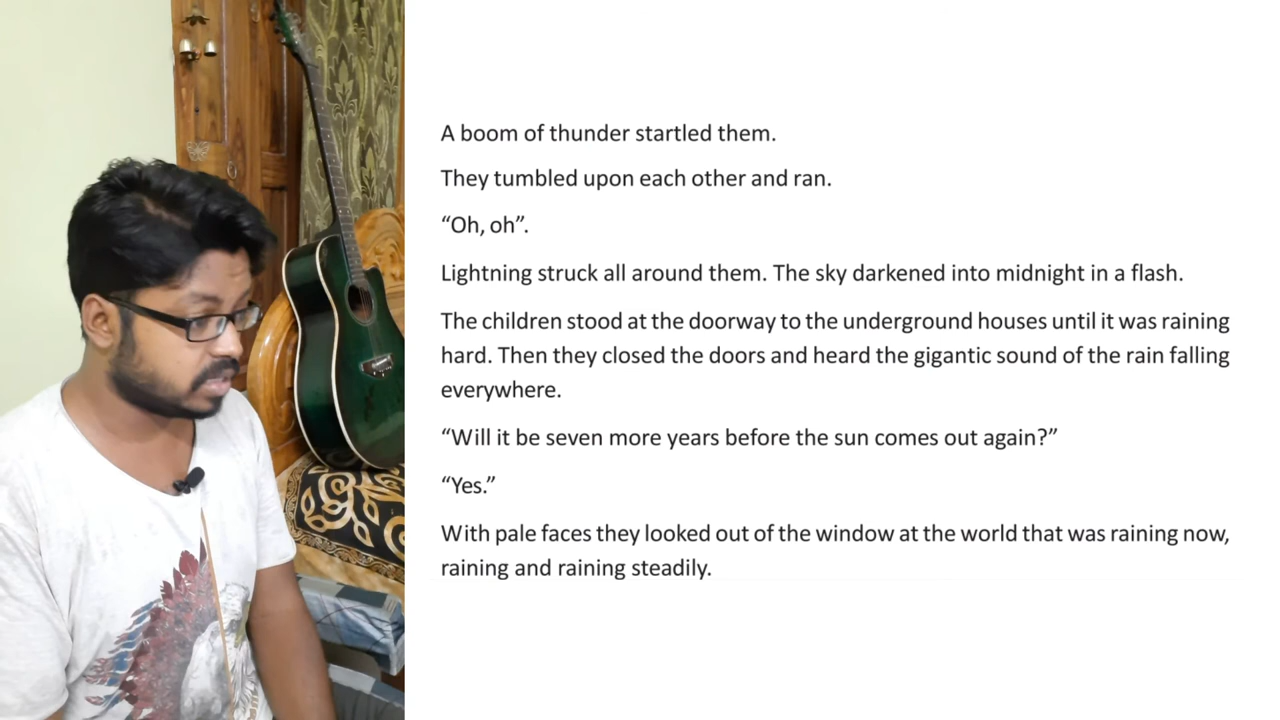 A boom of thunder startled them.
They tumbled upon each other and ran.
“Oh, oh”.
Lightning struck all around them. The sky darkened into midnight in a flash.
The children stood at the doorway to the underground houses until it was raining
hard. Then they closed the doors and heard the gigantic sound of the rain falling
everywhere.
“Will it be seven more years before the sun comes out again?”
“Yes.”
With pale faces they looked out of the window at the world that was raining now,
raining and raining steadily.